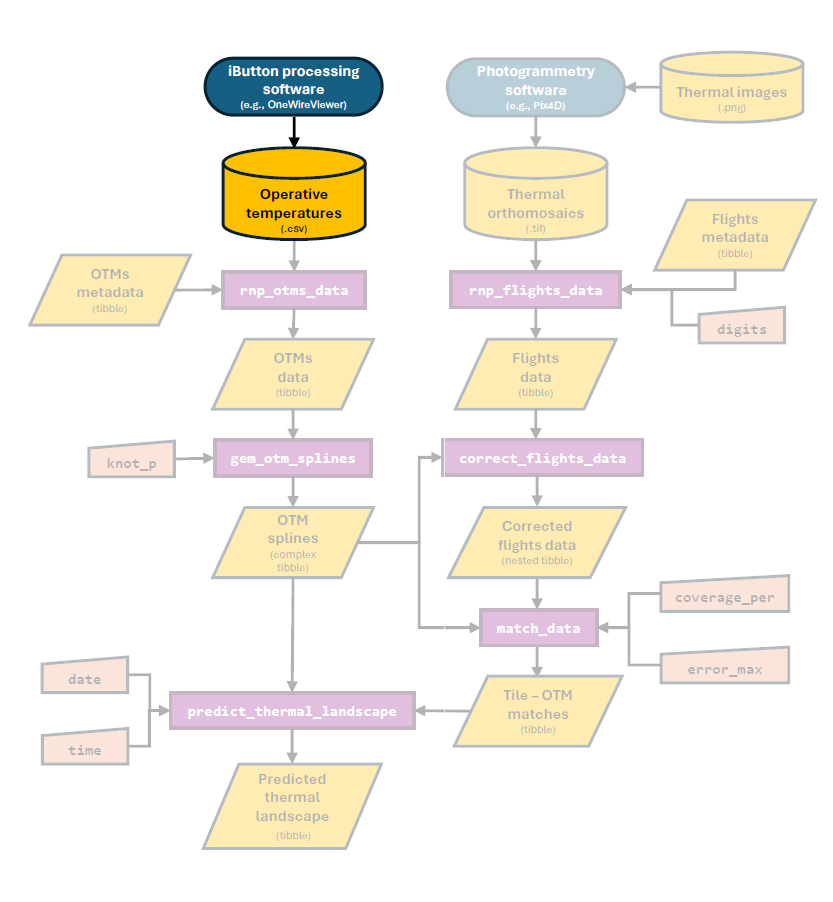 iButton processing
software
(e.g., OneWireViewer)
Photogrammetry
software
(e.g., Pix4D)
Thermal images
(.png)
Operative
temperatures
(.csv)
Thermal
orthomosaics
(.tif)
Flights
metadata
(tibble)
OTMs
metadata
(tibble)
rnp_otms_data
rnp_flights_data
digits
OTMs
data
(tibble)
Flights
data
(tibble)
knot_p
gem_otm_splines
correct_flights_data
OTM
splines
(complex
tibble)
Corrected
flights data
(nested tibble)
coverage_per
match_data
error_max
date
time
predict_thermal_landscape
Tile – OTM
matches
(tibble)
Predicted
thermal
landscape
(tibble)